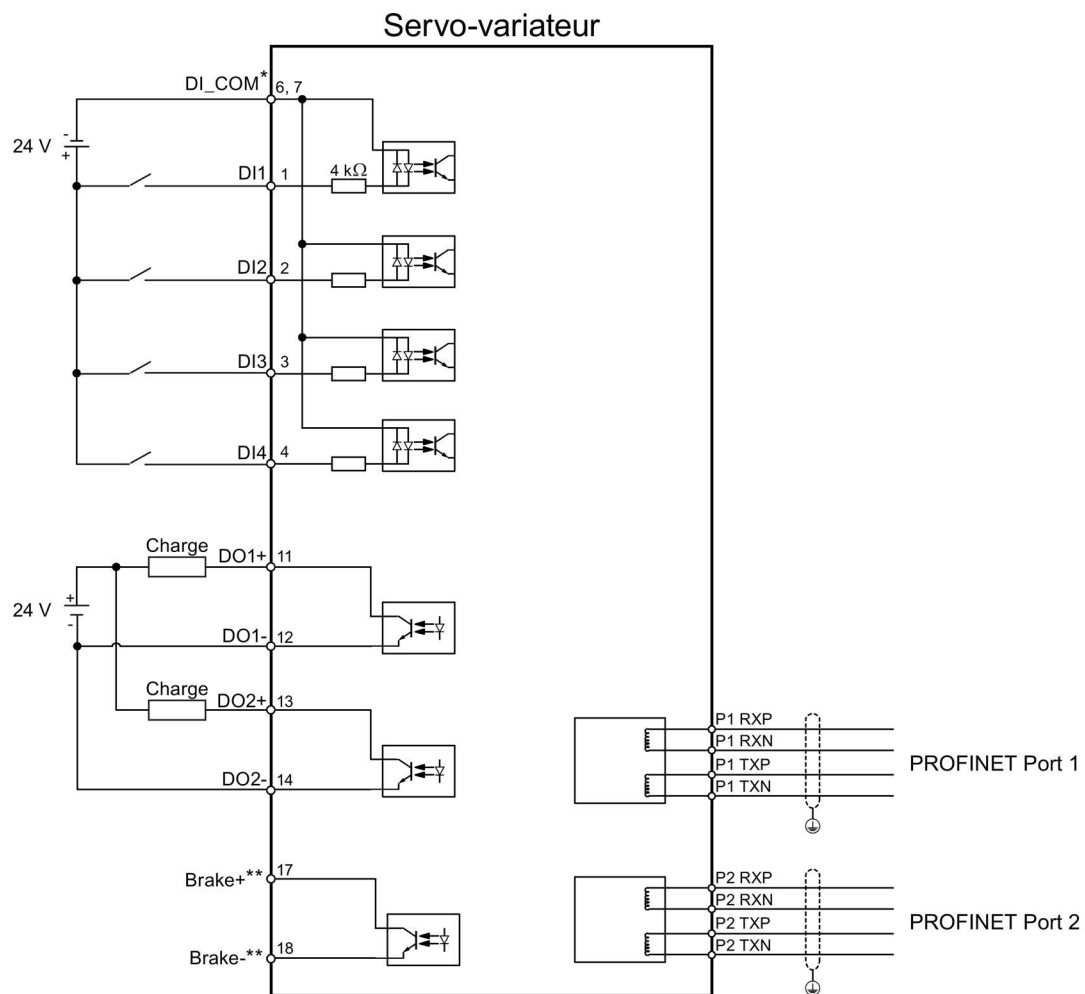 Servo-variateur
DI_COM*
6, 7
24 V
-
+
DI1
1
4 kΩ
DI2
2
DI3
3
DI4
4
Charge
DO1+
11
24 V
+
-
DO1-
12
Charge
DO2+
13
DO2-
14
P1 RXP
P1 RXN
P1 TXP
P1 TXN
PROFINET Port 1
Brake+**
17
Brake-**
18
P2 RXP
P2 RXN
P2 TXP
P2 TXN
PROFINET Port 2